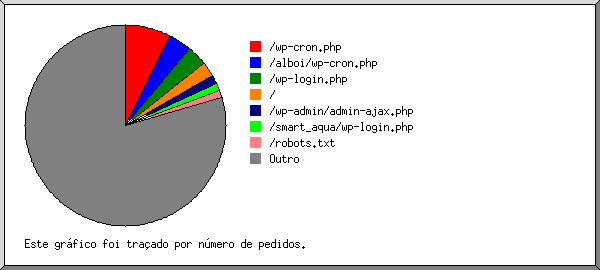 /wp-cron.php
/alboi/wp-cron.php
/wp-login.php
/
/wp-admin/admin-ajax.php
/smart_aqua/wp-login.php
/robots.txt
Outro
Este gráfico foi traçado por número de pedidos.